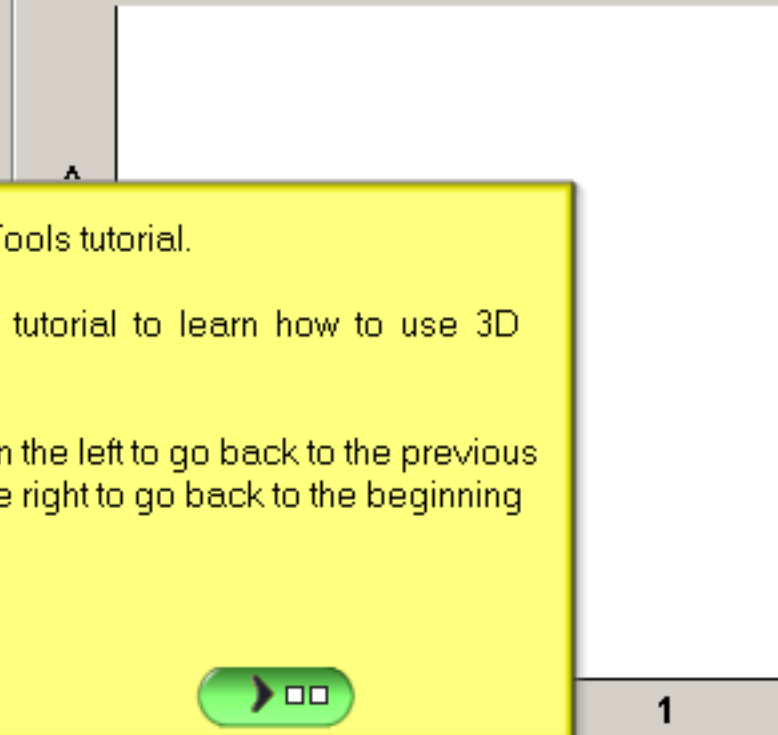 A
Tools tutorial.
tutorial to learn how to use 3D
the left to go back to the previous
right to go back to the beginning
1